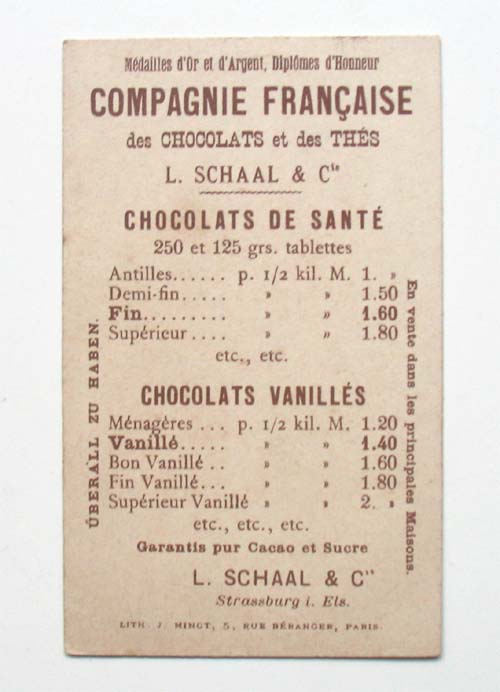 Médailles d'Or et d'Argent, Diplômes d'Honneur
COMPAGNIE FRANÇAISE
des CHOCOLATS et des THÉS
L. SCHAAL & Cie
CHOCOLATS DE SANTÉ
250 et 125 grs. tablettes
Antilles...... p. 1/2 kil. M. 1. »
Demi-fin..... » » 1.50
Fin......... » » 1.60
Supérieur.... » » 1.80
etc., etc.
CHOCOLATS VANILLÉS
Ménagères ... p. 1/2 kil. M. 1.20
Vanillé..... » » 1.40
Bon Vanillé .. » » 1.60
Fin Vanillé ... » » 1.80
Supérieur Vanillé » » 2. »
etc., etc., etc.
Garantis pur Cacao et Sucre
L. SCHAAL & Cie
Strassburg i. Els.
LITH. J. MINOT, 5, RUE BÉRANGER, PARIS.
ÜBERALL ZU HABEN.
En vente dans les principales Maisons.